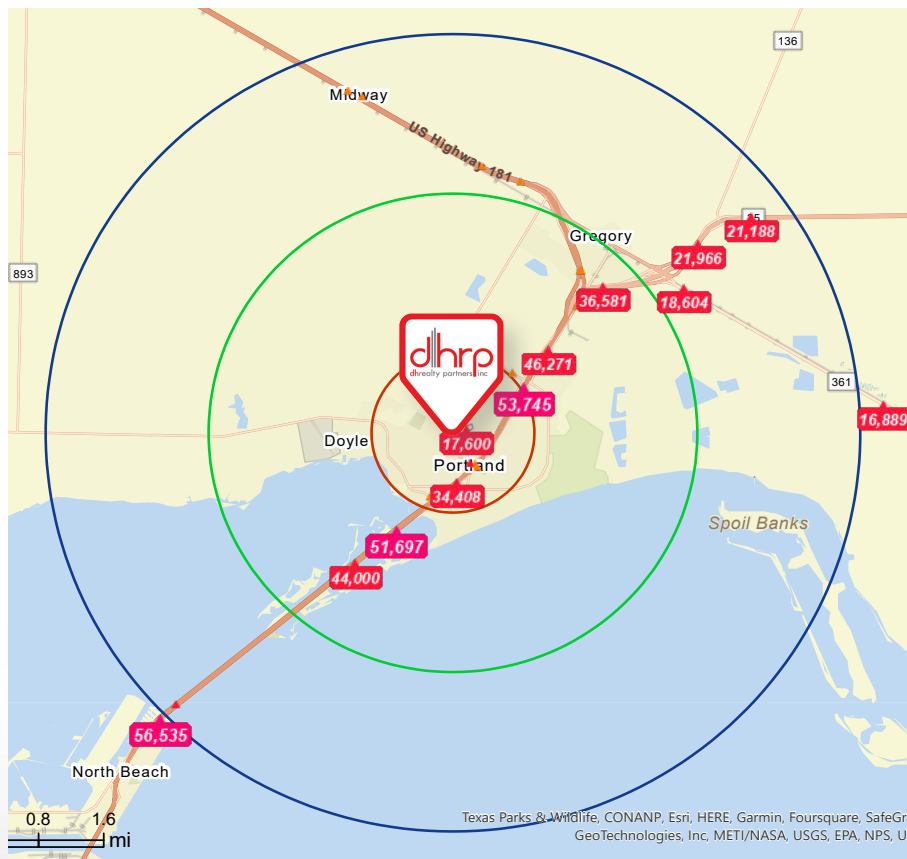 136
Midway
US Highway 181
35
21,188
Gregory
21,966
893
36,581
18,604
dhrp
dhrealty partners, inc
46,271
361
53,745
16,889
17,600
Doyle
Portland
34,408
Spoil Banks
51,697
44,000
56,535
North Beach
0.8 1.6
mi
Texas Parks & Wildlife, CONANP, Esri, HERE, Garmin, Foursquare, SafeGr
GeoTechnologies, Inc, METI/NASA, USGS, EPA, NPS, U